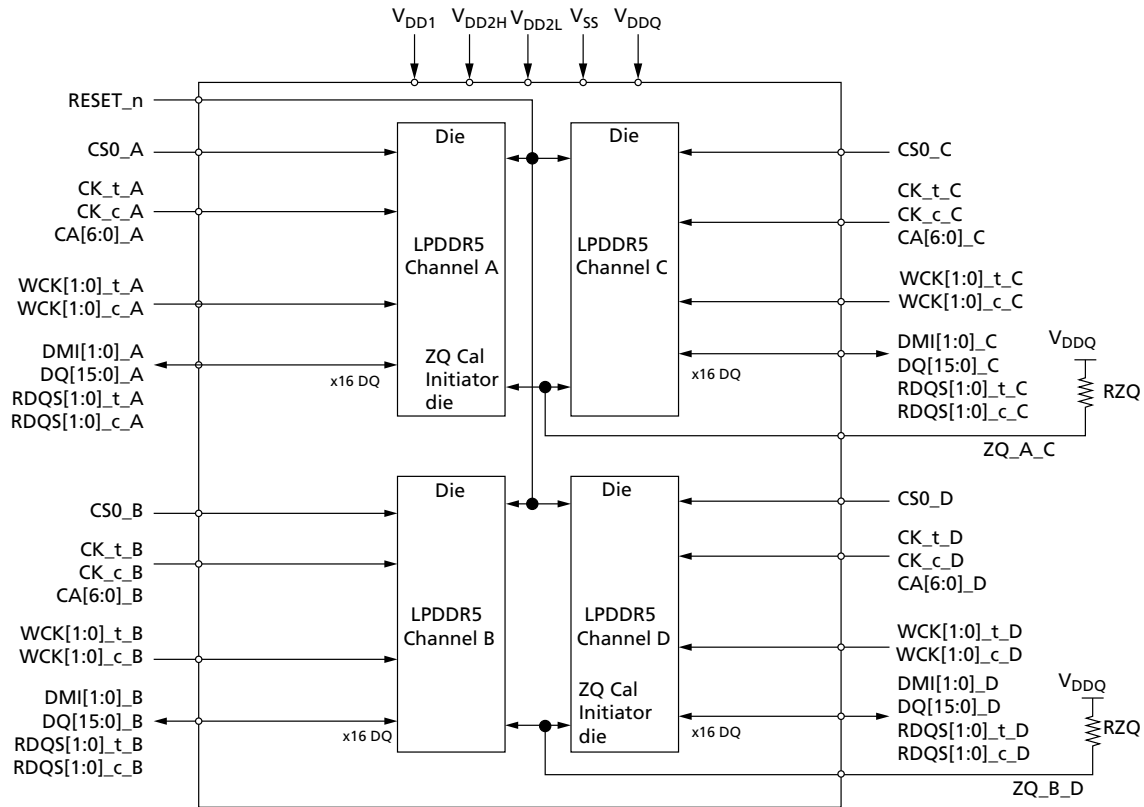 VDD1 VDD2H VDD2L VSS VDDQ
RESET_n
CS0_A
CK_t_A
CK_c_A
CA[6:0]_A
WCK[1:0]_t_A
WCK[1:0]_c_A
DMI[1:0]_A
DQ[15:0]_A
RDQS[1:0]_t_A
RDQS[1:0]_c_A
Die
LPDDR5
Channel A
ZQ Cal
Initiator
die
x16 DQ
Die
LPDDR5
Channel C
x16 DQ
CS0_C
CK_t_C
CK_c_C
CA[6:0]_C
WCK[1:0]_t_C
WCK[1:0]_c_C
DMI[1:0]_C
DQ[15:0]_C
RDQS[1:0]_t_C
RDQS[1:0]_c_C
VDDQ
RZQ
ZQ_A_C
CS0_B
CK_t_B
CK_c_B
CA[6:0]_B
WCK[1:0]_t_B
WCK[1:0]_c_B
DMI[1:0]_B
DQ[15:0]_B
RDQS[1:0]_t_B
RDQS[1:0]_c_B
Die
LPDDR5
Channel B
x16 DQ
Die
LPDDR5
Channel D
ZQ Cal
Initiator
die
x16 DQ
CS0_D
CK_t_D
CK_c_D
CA[6:0]_D
WCK[1:0]_t_D
WCK[1:0]_c_D
DMI[1:0]_D
DQ[15:0]_D
RDQS[1:0]_t_D
RDQS[1:0]_c_D
VDDQ
RZQ
ZQ_B_D